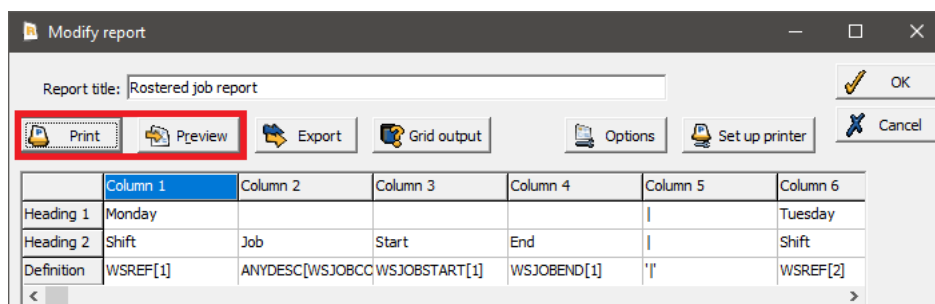 Modify report
Report title: Rostered job report
OK
Print Preview Export Grid output Options Set up printer
Cancel
Column 1 Column 2 Column 3 Column 4 Column 5 Column 6
Heading 1 Monday | Tuesday
Heading 2 Shift Job Start End | Shift
Definition WSREF[1] ANYDESC[WSJOBCO WSJOBSTART[1] WSJOBEND[1] '|' WSREF[2]